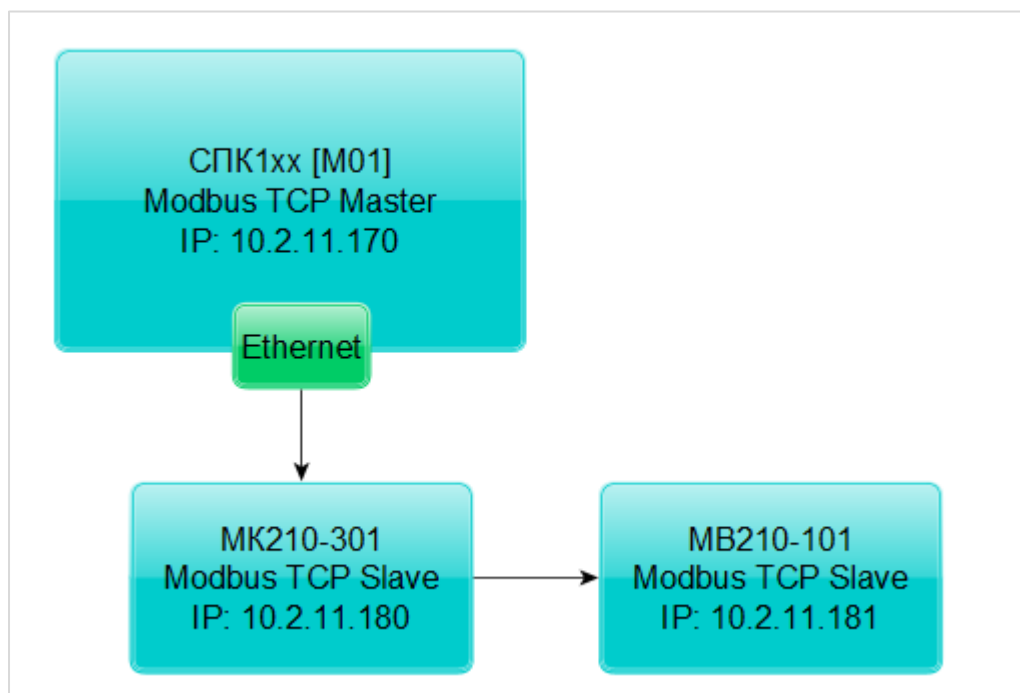 СПК1xx [M01]
Modbus TCP Master
IP: 10.2.11.170
Ethernet
МК210-301
Modbus TCP Slave
IP: 10.2.11.180
МВ210-101
Modbus TCP Slave
IP: 10.2.11.181